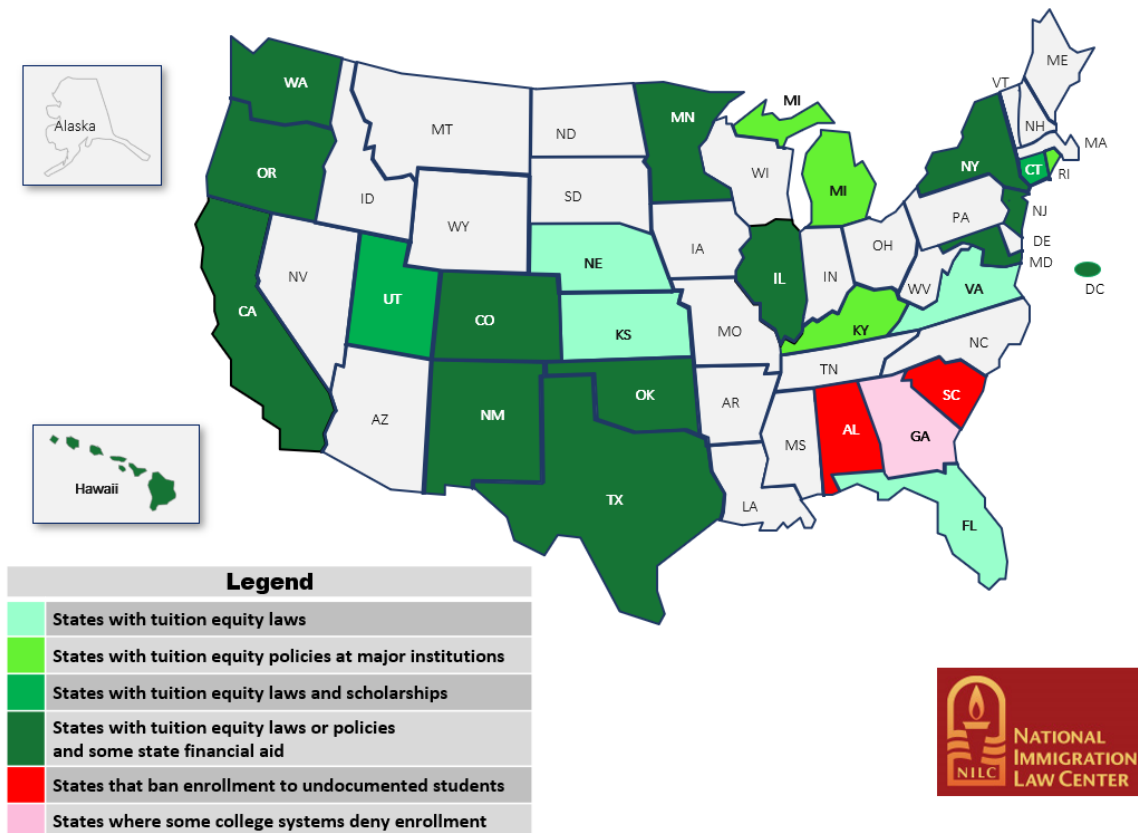 WA
MT
ND
MN
MI
VT
ME
Alaska
OR
ID
SD
WI
MI
NY
NH
MA
CT
RI
WY
IA
PA
NJ
NE
OH
DE
NV
UT
CO
IL
IN
WV
MD
VA
DC
CA
KS
MO
KY
NC
TN
AZ
NM
OK
AR
SC
MS
AL
GA
Hawaii
TX
LA
FL
Legend
States with tuition equity laws
States with tuition equity policies at major institutions
States with tuition equity laws and scholarships
States with tuition equity laws or policies
and some state financial aid
States that ban enrollment to undocumented students
States where some college systems deny enrollment
NILC
NATIONAL
IMMIGRATION
LAW CENTER